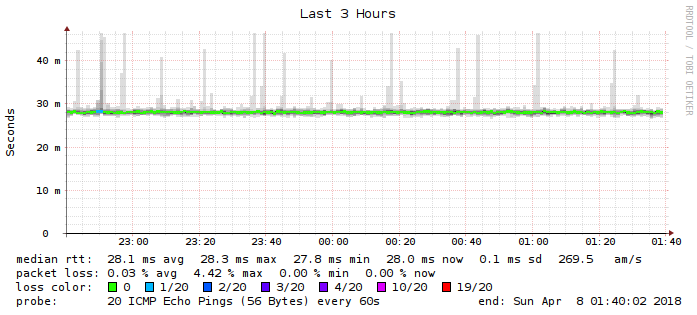 Last 3 Hours
RRDTOOL / TOBI OETIKER
Seconds
40 m
30 m
20 m
10 m
0
23:00 23:20 23:40 00:00 00:20 00:40 01:00 01:20 01:40
median rtt: 28.1 ms avg 28.3 ms max 27.8 ms min 28.0 ms now 0.1 ms sd 269.5 am/s
packet loss: 0.03 % avg 4.42 % max 0.00 % min 0.00 % now
loss color: 0 1/20 2/20 3/20 4/20 10/20 19/20
probe: 20 ICMP Echo Pings (56 Bytes) every 60s end: Sun Apr 8 01:40:02 2018